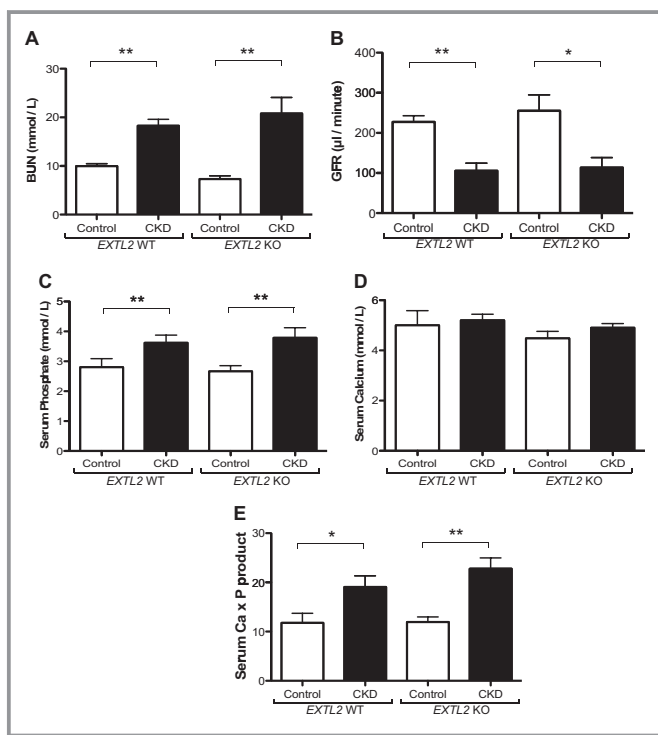 A
BUN (mmol / L)
30
20
10
0
**
**
Control
CKD
Control
CKD
EXTL2 WT
EXTL2 KO
B
GFR (µl / minute)
400
300
200
100
0
**
*
Control
CKD
Control
CKD
EXTL2 WT
EXTL2 KO
C
Serum Phosphate (mmol / L)
5
4
3
2
1
0
**
**
Control
CKD
Control
CKD
EXTL2 WT
EXTL2 KO
D
Serum Calcium (mmol / L)
6
4
2
0
Control
CKD
Control
CKD
EXTL2 WT
EXTL2 KO
E
Serum Ca x P product
30
20
10
0
*
**
Control
CKD
Control
CKD
EXTL2 WT
EXTL2 KO